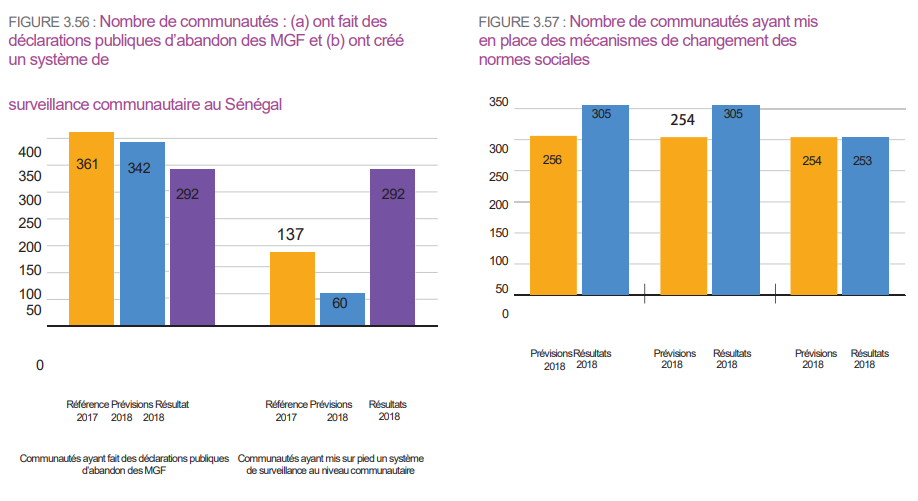 FIGURE 3.56 : Nombre de communautés : (a) ont fait des
déclarations publiques d'abandon des MGF et (b) ont créé
un système de
surveillance communautaire au Sénégal
400
350
300
250
200
150
100
50
0
361
342
292
137
60
292
Référence Prévisions Résultat
2017 2018 2018
Référence Prévisions Résultats
2017 2018 2018
Communautés ayant fait des déclarations publiques
d'abandon des MGF
Communautés ayant mis sur pied un système
de surveillance au niveau communautaire
FIGURE 3.57 : Nombre de communautés ayant mis
en place des mécanismes de changement des
normes sociales
350
300
250
200
150
100
50
0
256
305
254
305
254
253
Prévisions Résultats
2018 2018
Prévisions Résultats
2018 2018
Prévisions Résultats
2018 2018